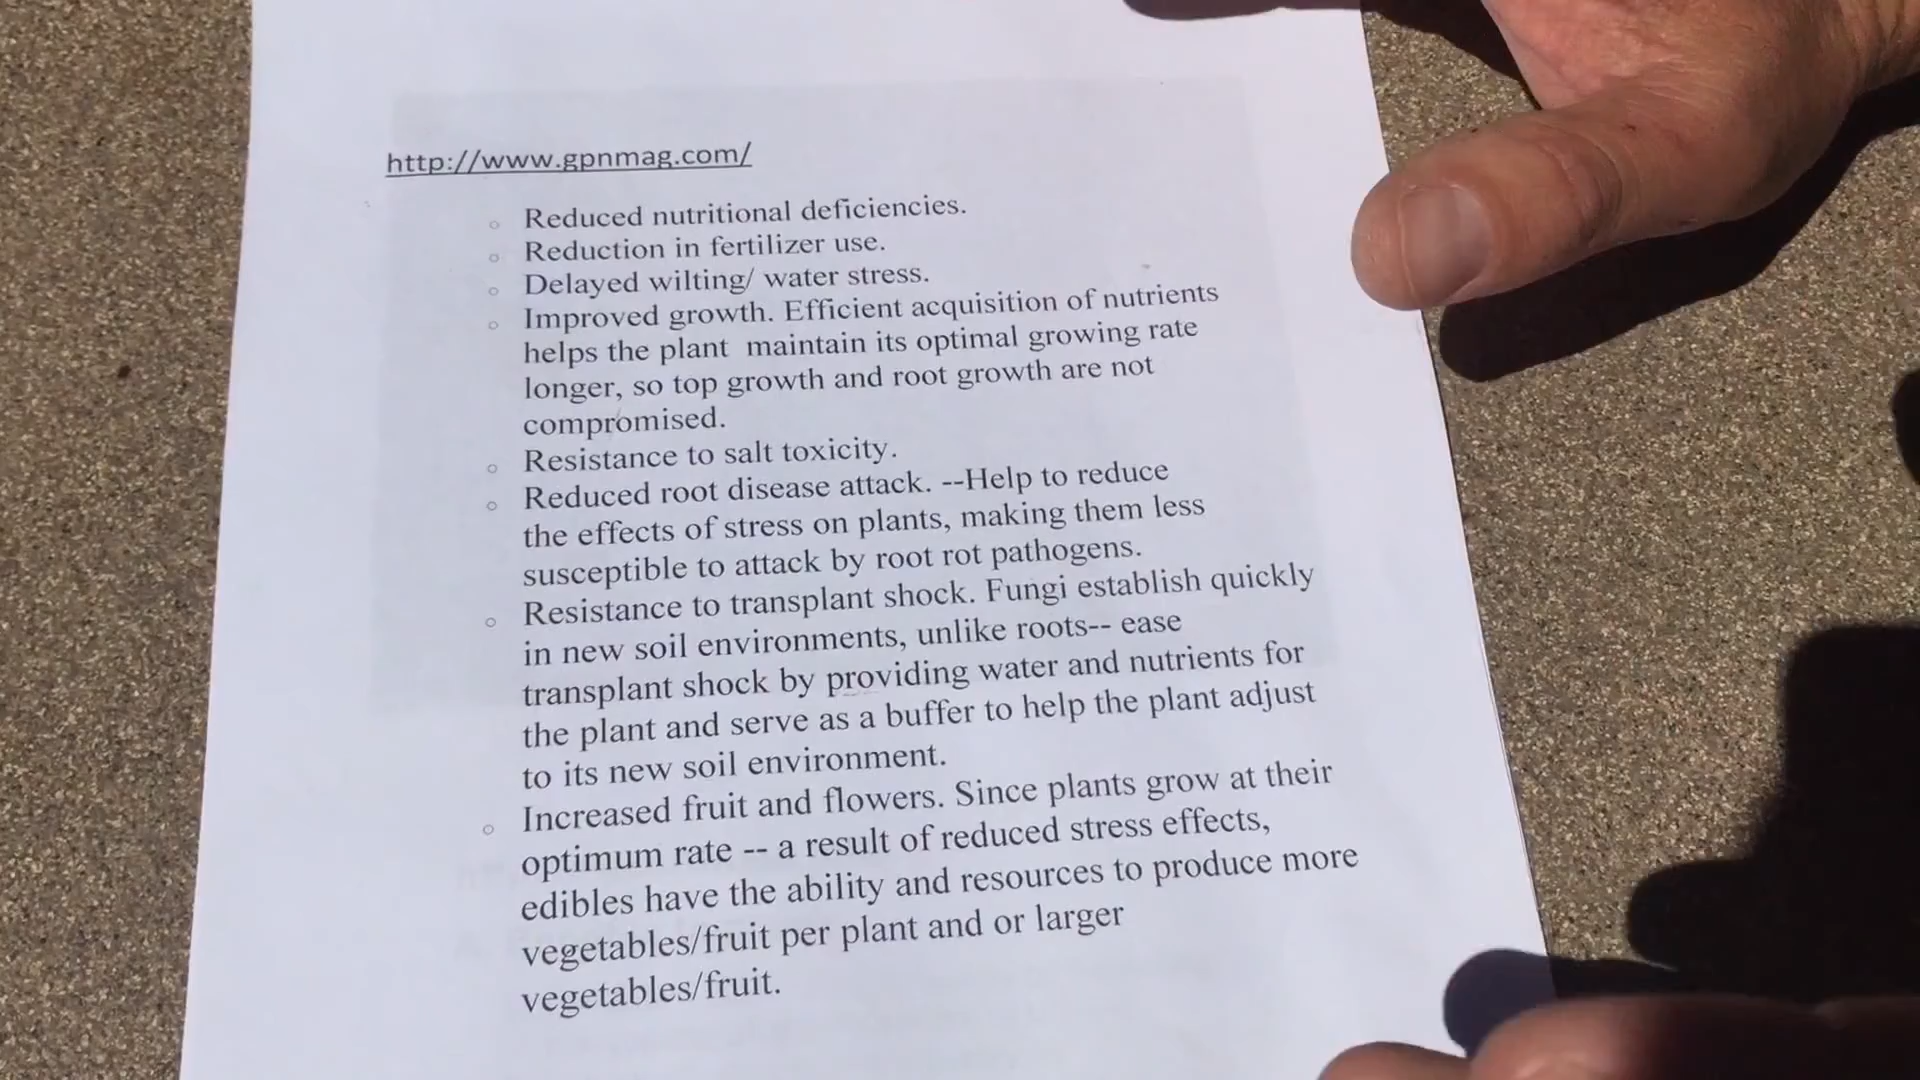 http://www.gpnmag.com/
○ Reduced nutritional deficiencies.
○ Reduction in fertilizer use.
○ Delayed wilting/ water stress.
○ Improved growth. Efficient acquisition of nutrients
helps the plant  maintain its optimal growing rate
longer, so top growth and root growth are not
compromised.
○ Resistance to salt toxicity.
○ Reduced root disease attack. --Help to reduce
the effects of stress on plants, making them less
susceptible to attack by root rot pathogens.
○ Resistance to transplant shock. Fungi establish quickly
in new soil environments, unlike roots-- ease
transplant shock by providing water and nutrients for
the plant and serve as a buffer to help the plant adjust
to its new soil environment.
○ Increased fruit and flowers. Since plants grow at their
optimum rate -- a result of reduced stress effects,
edibles have the ability and resources to produce more
vegetables/fruit per plant and or larger
vegetables/fruit.